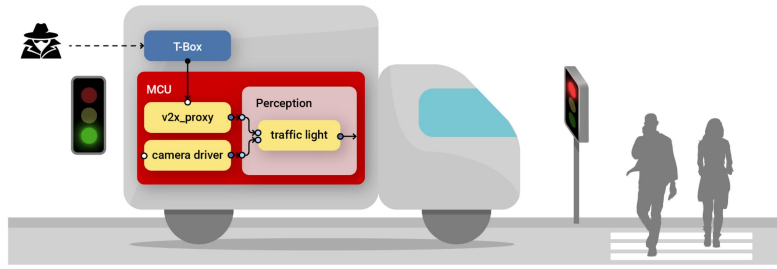 T-Box
MCU
Perception
v2x_proxy
traffic light
camera driver